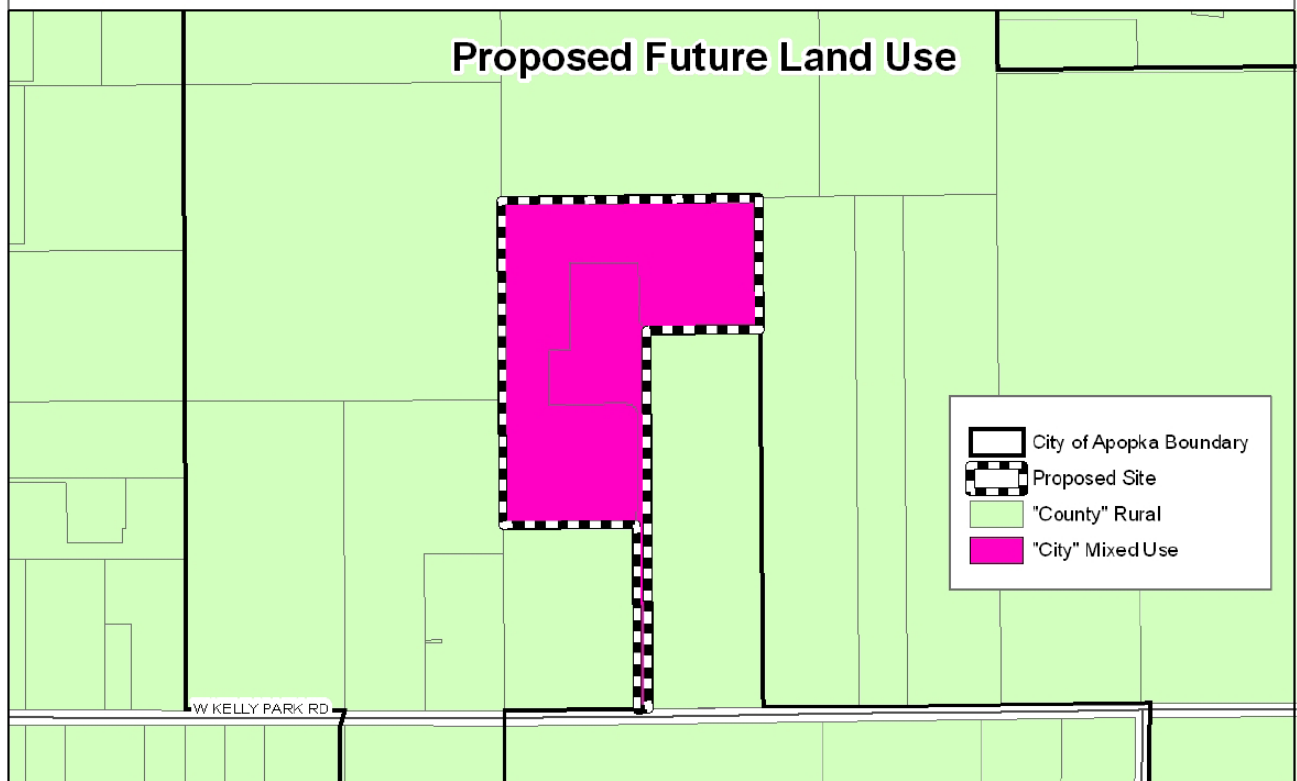 Proposed Future Land Use
City of Apopka Boundary
Proposed Site
"County" Rural
"City" Mixed Use
W KELLY PARK RD